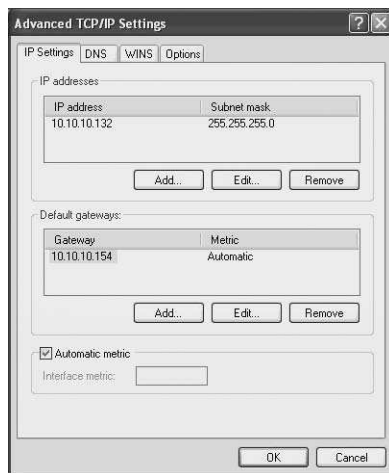 Advanced TCP/IP Settings
IP Settings DNS WINS Options
IP addresses
IP address Subnet mask
10.10.10.132 255.255.255.0
Add... Edit... Remove
Default gateways:
Gateway Metric
10.10.10.154 Automatic
Add... Edit... Remove
Automatic metric
Interface metric:
OK Cancel